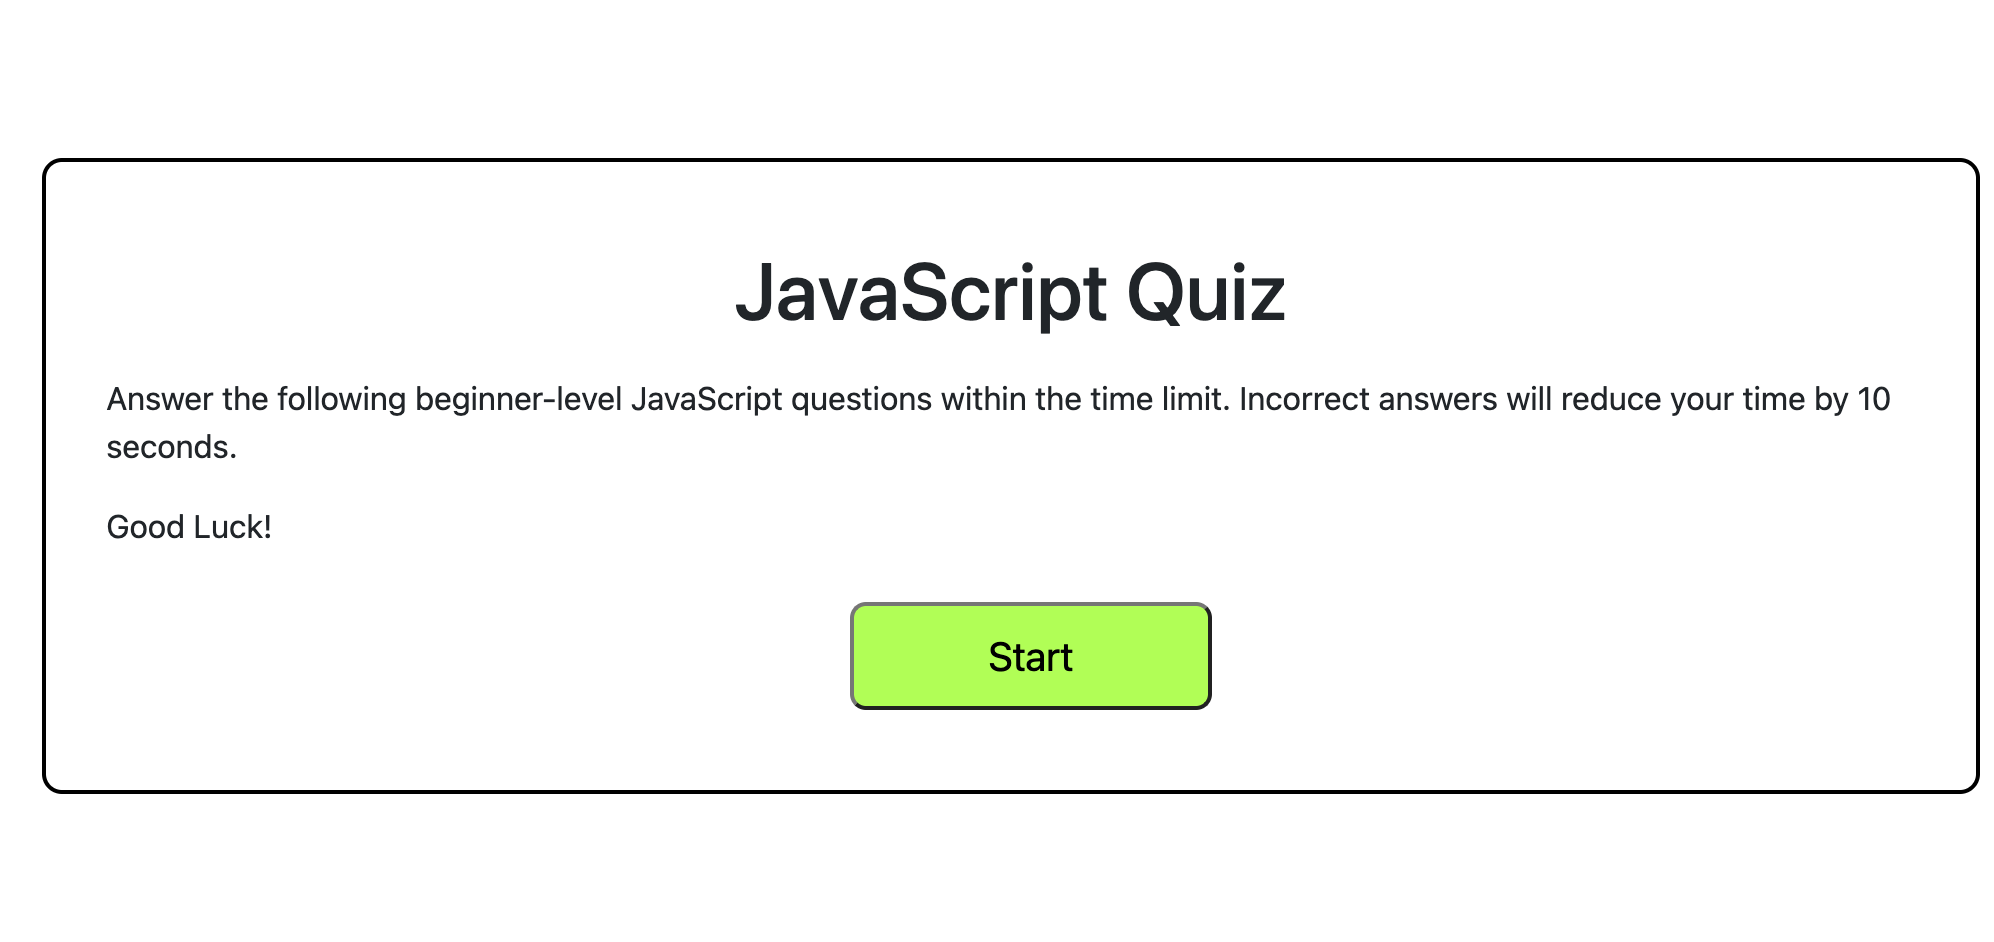 JavaScript Quiz
Answer the following beginner-level JavaScript questions within the time limit. Incorrect answers will reduce your time by 10
seconds.
Good Luck!
Start